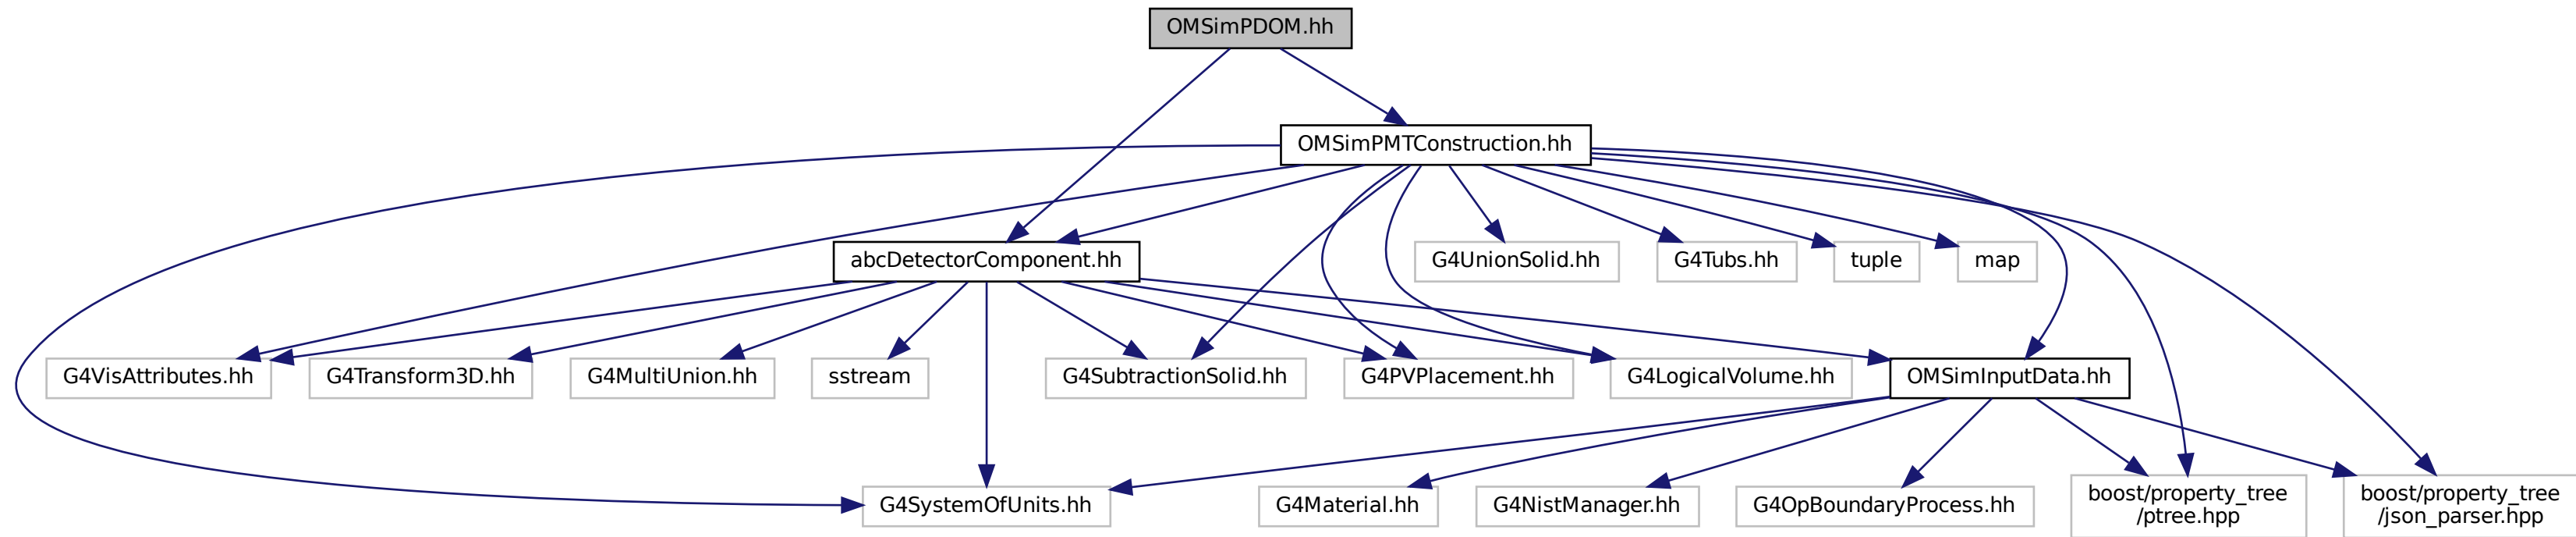 OMSimPDOM.hh
OMSimPMTConstruction.hh
abcDetectorComponent.hh
G4UnionSolid.hh
G4Tubs.hh
tuple
map
G4VisAttributes.hh
G4Transform3D.hh
G4MultiUnion.hh
sstream
G4SubtractionSolid.hh
G4PVPlacement.hh
G4LogicalVolume.hh
OMSimInputData.hh
G4SystemOfUnits.hh
G4Material.hh
G4NistManager.hh
G4OpBoundaryProcess.hh
boost/property_tree
/ptree.hpp
boost/property_tree
/json_parser.hpp